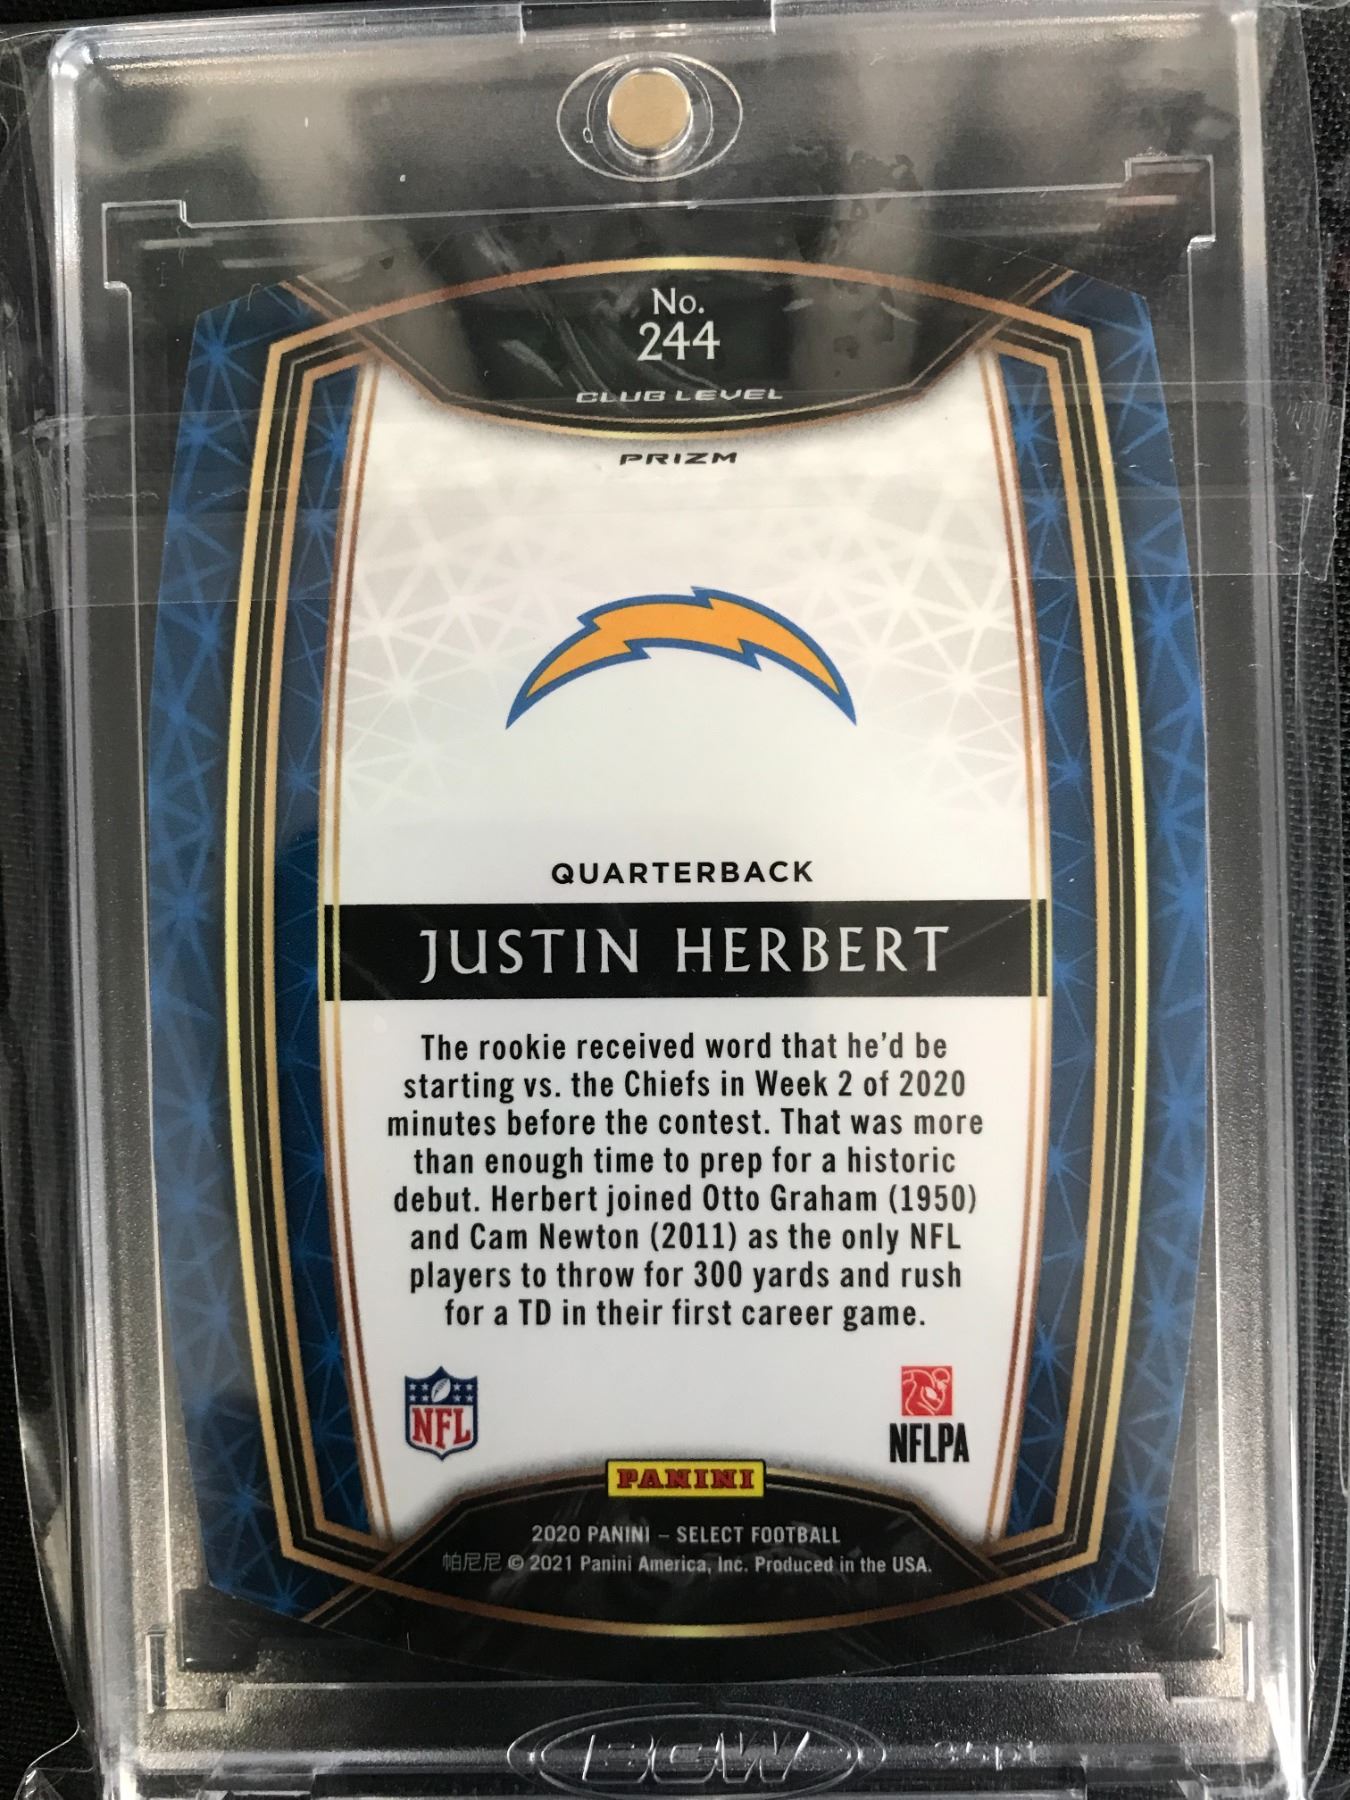 No.
244
CLUB LEVEL
PRIZM
QUARTERBACK
JUSTIN HERBERT
The rookie received word that he'd be
starting vs. the Chiefs in Week 2 of 2020
minutes before the contest. That was more
than enough time to prep for a historic
debut. Herbert joined Otto Graham (1950)
and Cam Newton (2011) as the only NFL
players to throw for 300 yards and rush
for a TD in their first career game.
NFL
NFLPA
PANINI
2020 PANINI – SELECT FOOTBALL
帕尼尼 © 2021 Panini America, Inc. Produced in the USA.
BCW 35pt